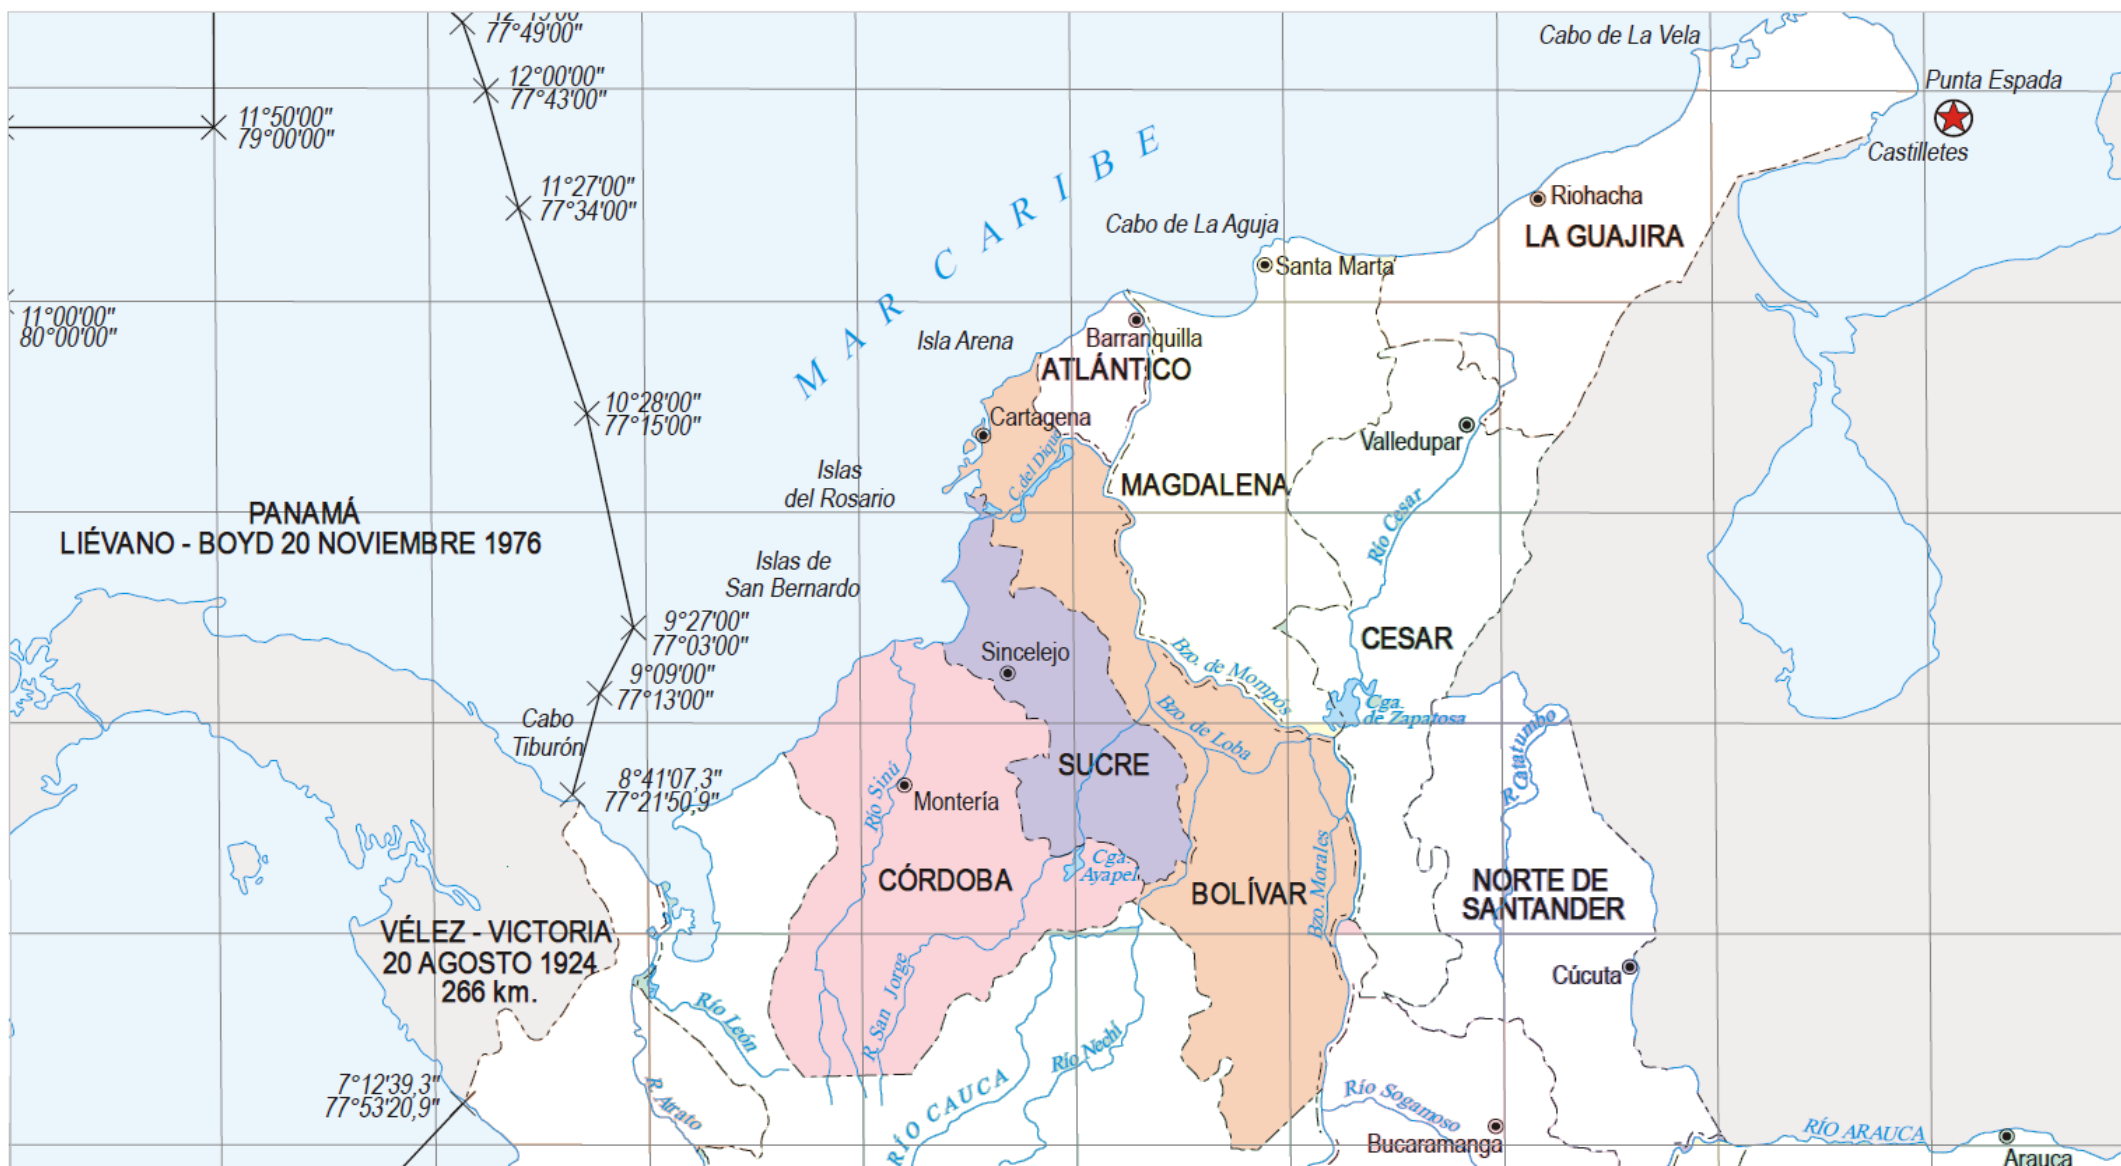 12°19'00"
77°49'00"
12°00'00"
77°43'00"
11°50'00"
79°00'00"
11°27'00"
77°34'00"
11°00'00"
80°00'00"
10°28'00"
77°15'00"
9°27'00"
77°03'00"
9°09'00"
77°13'00"
8°41'07,3"
77°21'50,9"
7°12'39,3"
77°53'20,9"
PANAMÁ
LIÉVANO - BOYD 20 NOVIEMBRE 1976
VÉLEZ - VICTORIA
20 AGOSTO 1924
266 km.
MAR CARIBE
Cabo de La Vela
Punta Espada
Castilletes
Riohacha
LA GUAJIRA
Cabo de La Aguja
Santa Marta
Isla Arena
Barranquilla
ATLÁNTICO
Cartagena
C.del Dique
Islas
del Rosario
MAGDALENA
Valledupar
Río Cesar
CESAR
Islas de
San Bernardo
Sincelejo
Bzo. de Mompós
Cga.
de Zapatosa
Bzo. de Loba
Cabo
Tiburón
SUCRE
Río Sinú
Montería
CÓRDOBA
Cga.
Ayapel
BOLÍVAR
Bzo. Morales
R. Catatumbo
NORTE DE
SANTANDER
Cúcuta
Río León
R. San Jorge
Río Nechí
R. Atrato
RÍO CAUCA
Río Sogamoso
Bucaramanga
RÍO ARAUCA
Arauca